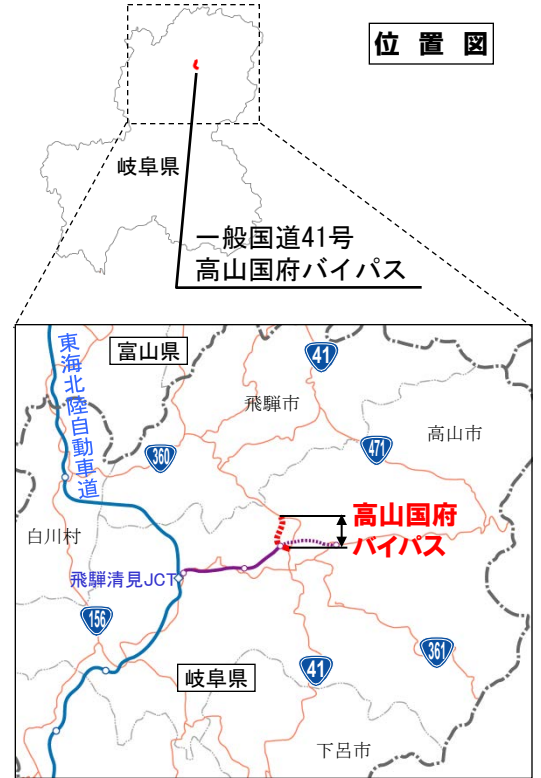 位置図
岐阜県
一般国道41号
高山国府バイパス
東海北陸自動車道
富山県
41
飛騨市
高山市
360
471
高山国府
バイパス
白川村
飛騨清見JCT
156
361
岐阜県
41
下呂市